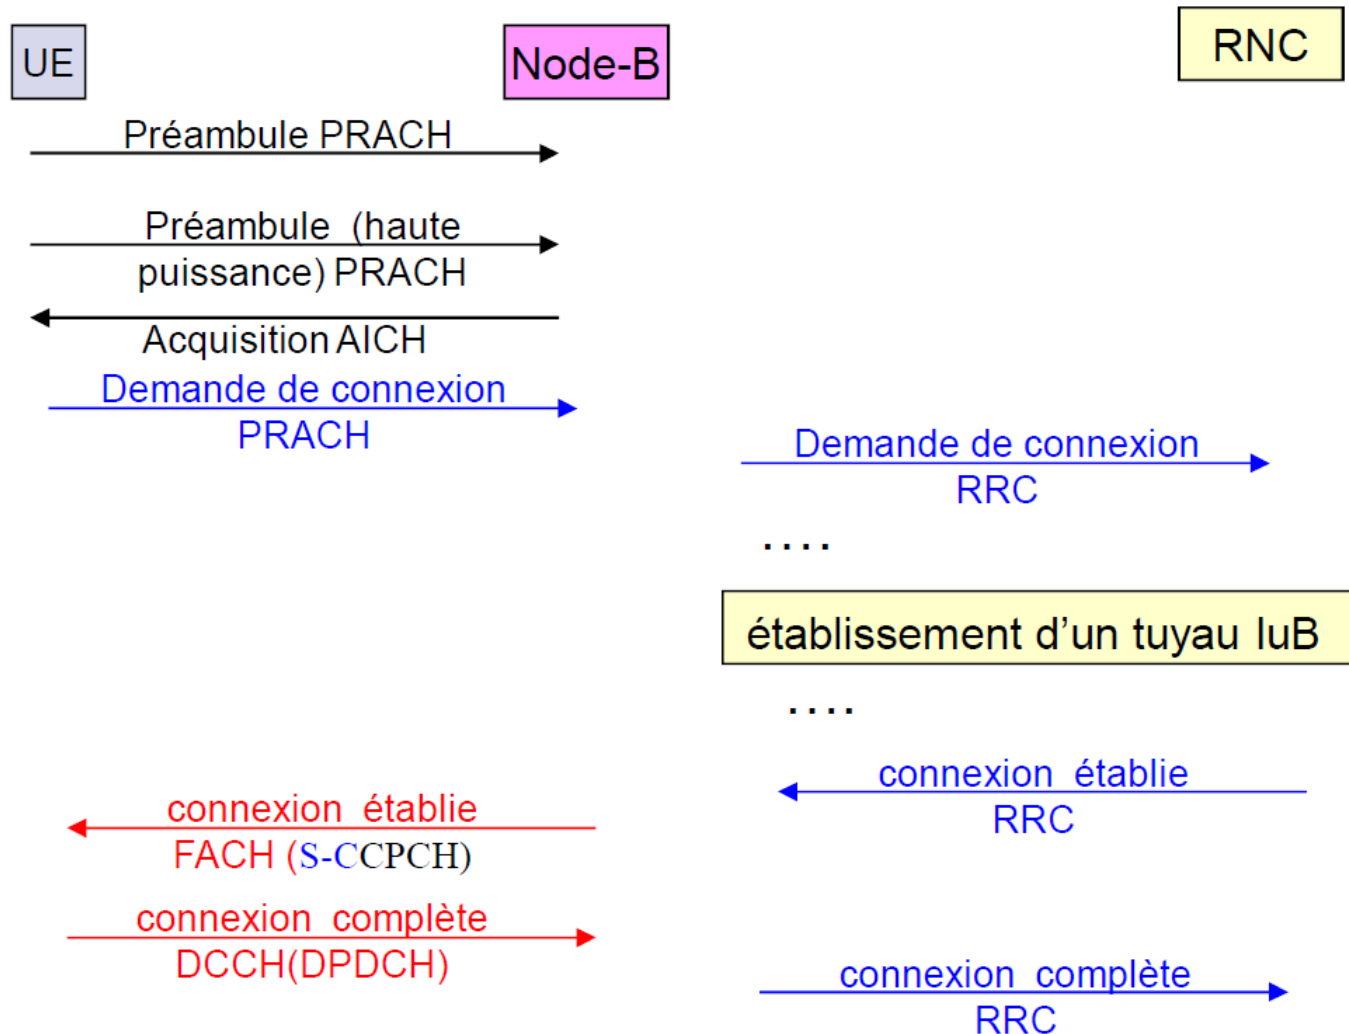 UE
Node-B
RNC
Préambule PRACH
Préambule (haute
puissance) PRACH
Acquisition AICH
Demande de connexion
PRACH
Demande de connexion
RRC
....
établissement d'un tuyau IuB
....
connexion établie
RRC
connexion établie
FACH (S-CCPCH)
connexion complète
DCCH(DPDCH)
connexion complète
RRC